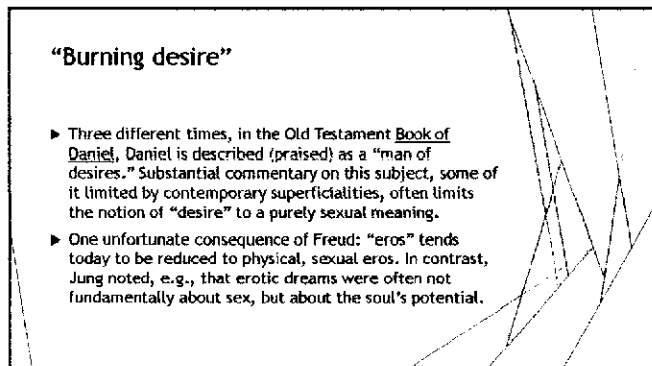 “Burning desire”
▶ Three different times, in the Old Testament Book of
Daniel, Daniel is described (praised) as a “man of
desires.” Substantial commentary on this subject, some of
it limited by contemporary superficialities, often limits
the notion of “desire” to a purely sexual meaning.
▶ One unfortunate consequence of Freud: “eros” tends
today to be reduced to physical, sexual eros. In contrast,
Jung noted, e.g., that erotic dreams were often not
fundamentally about sex, but about the soul’s potential.